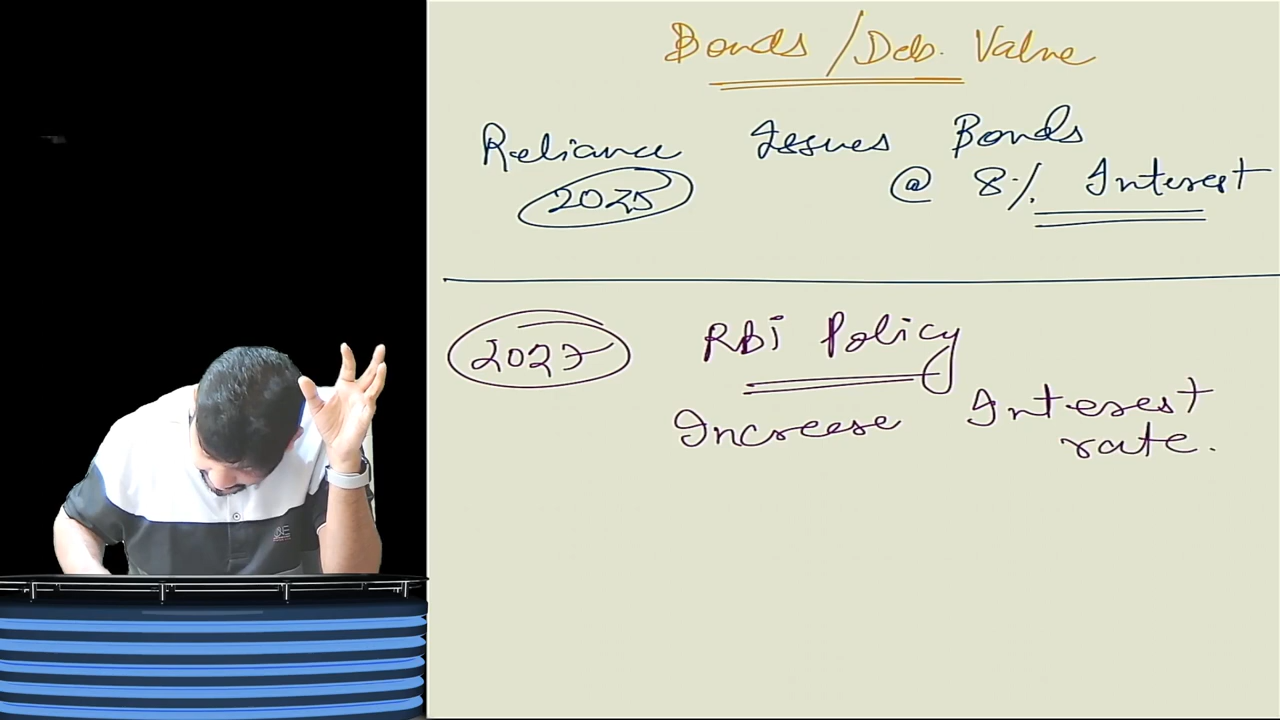 Bonds / Deb. Value
Reliance Issues Bonds
2025 @ 8% Interest
2027 RBi Policy
Increase Interest
rate.